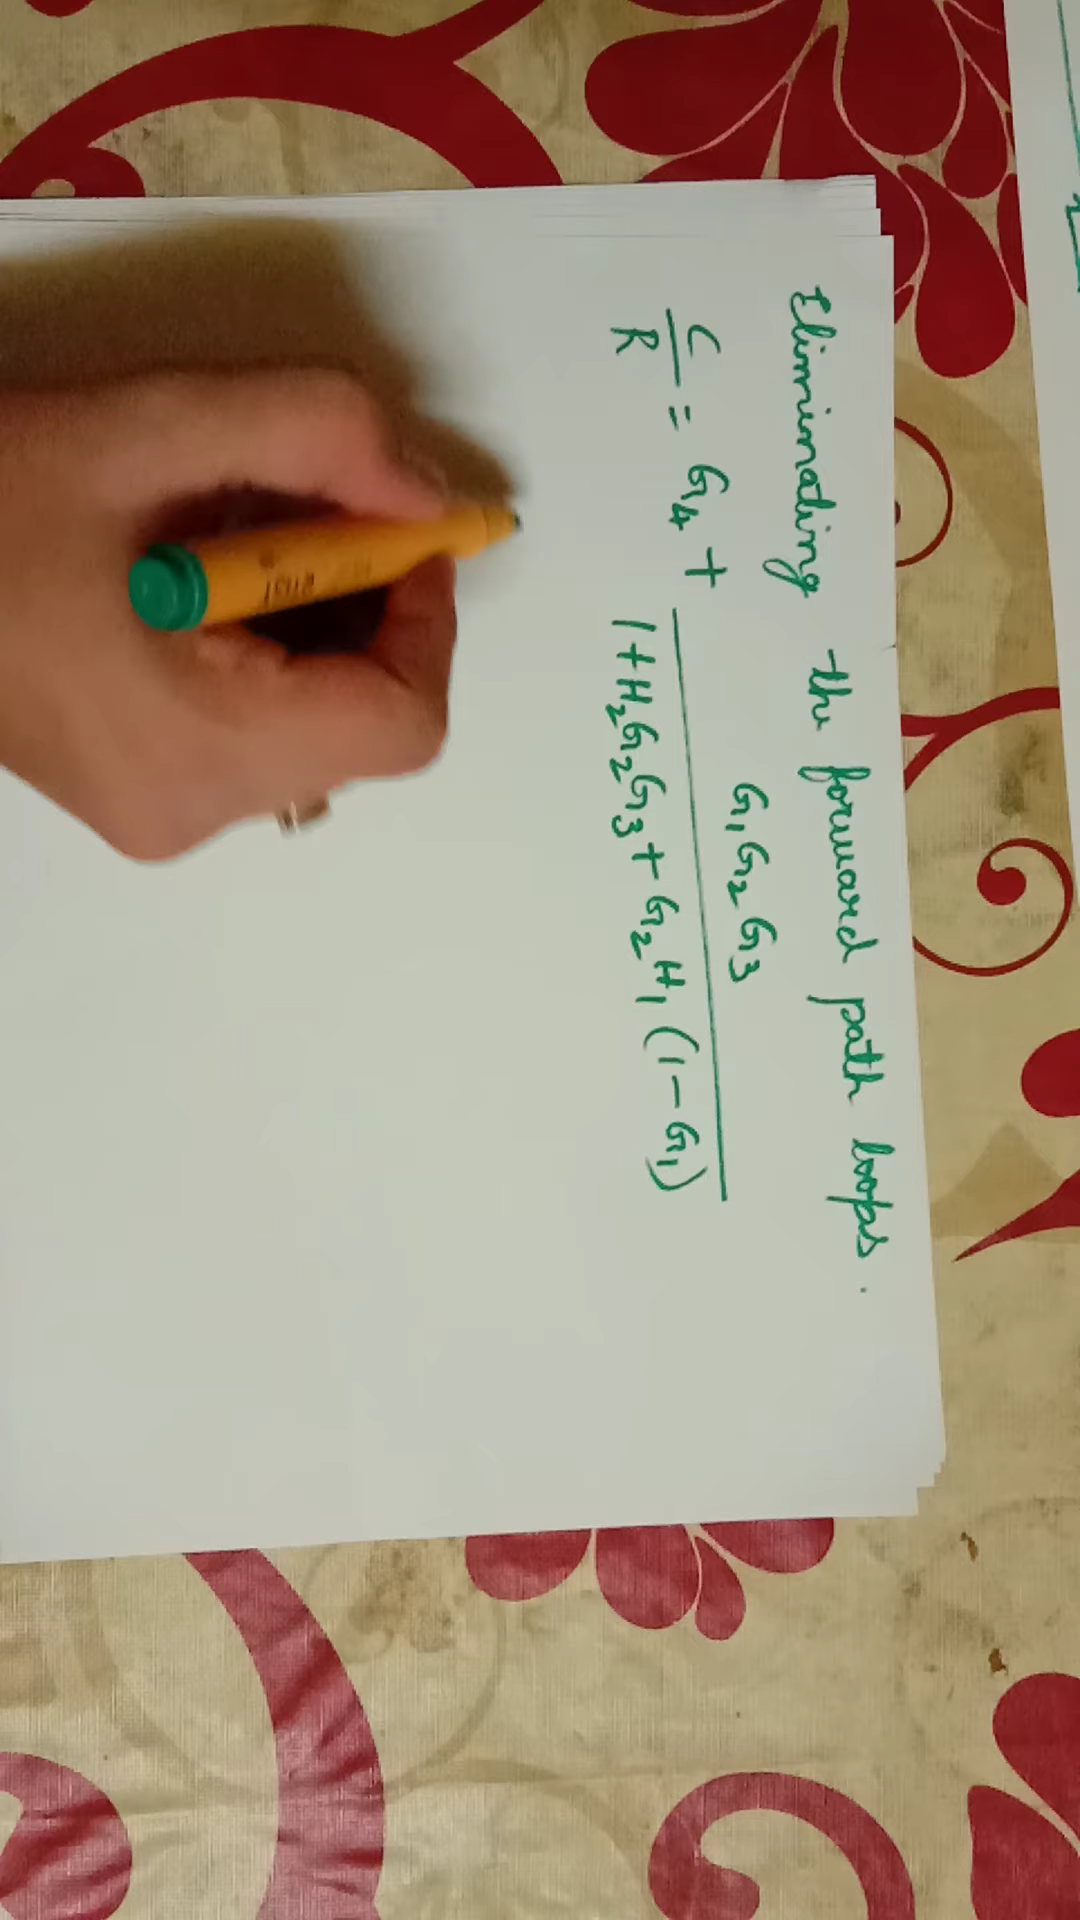 Eliminating the forward path loops.
C/R = G₄ + G₁G₂G₃ / 1+H₂G₂G₃+G₂H₁(1-G₁)